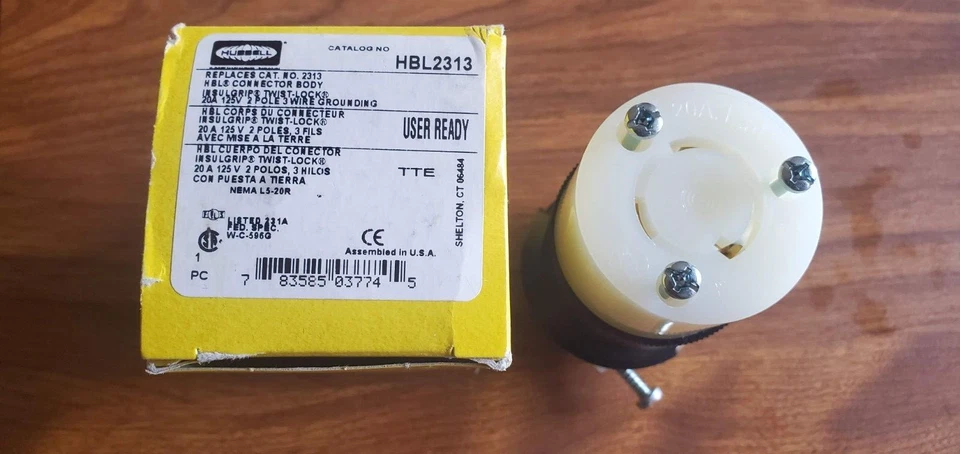 HUBBELL
CATALOG NO
HBL2313
REPLACES CAT. NO. 2313
HBL® CONNECTOR BODY
INSULGRIP® TWIST-LOCK®
20A 125V 2 POLE 3 WIRE GROUNDING
HBL CORPS DU CONNECTEUR
INSULGRIP® TWIST-LOCK®
20 A 125 V 2 POLES, 3 FILS
AVEC MISE A LA TERRE
USER READY
HBL CUERPO DEL CONECTOR
INSULGRIP® TWIST-LOCK®
20 A 125 V 2 POLOS, 3 HILOS
CON PUESTA A TIERRA
NEMA L5-20R
TTE
SHELTON, CT 06484
LISTED 231A
FED. SPEC.
W-C-596G
CE
Assembled in U.S.A.
1
PC
7 83585 03774 5
20A